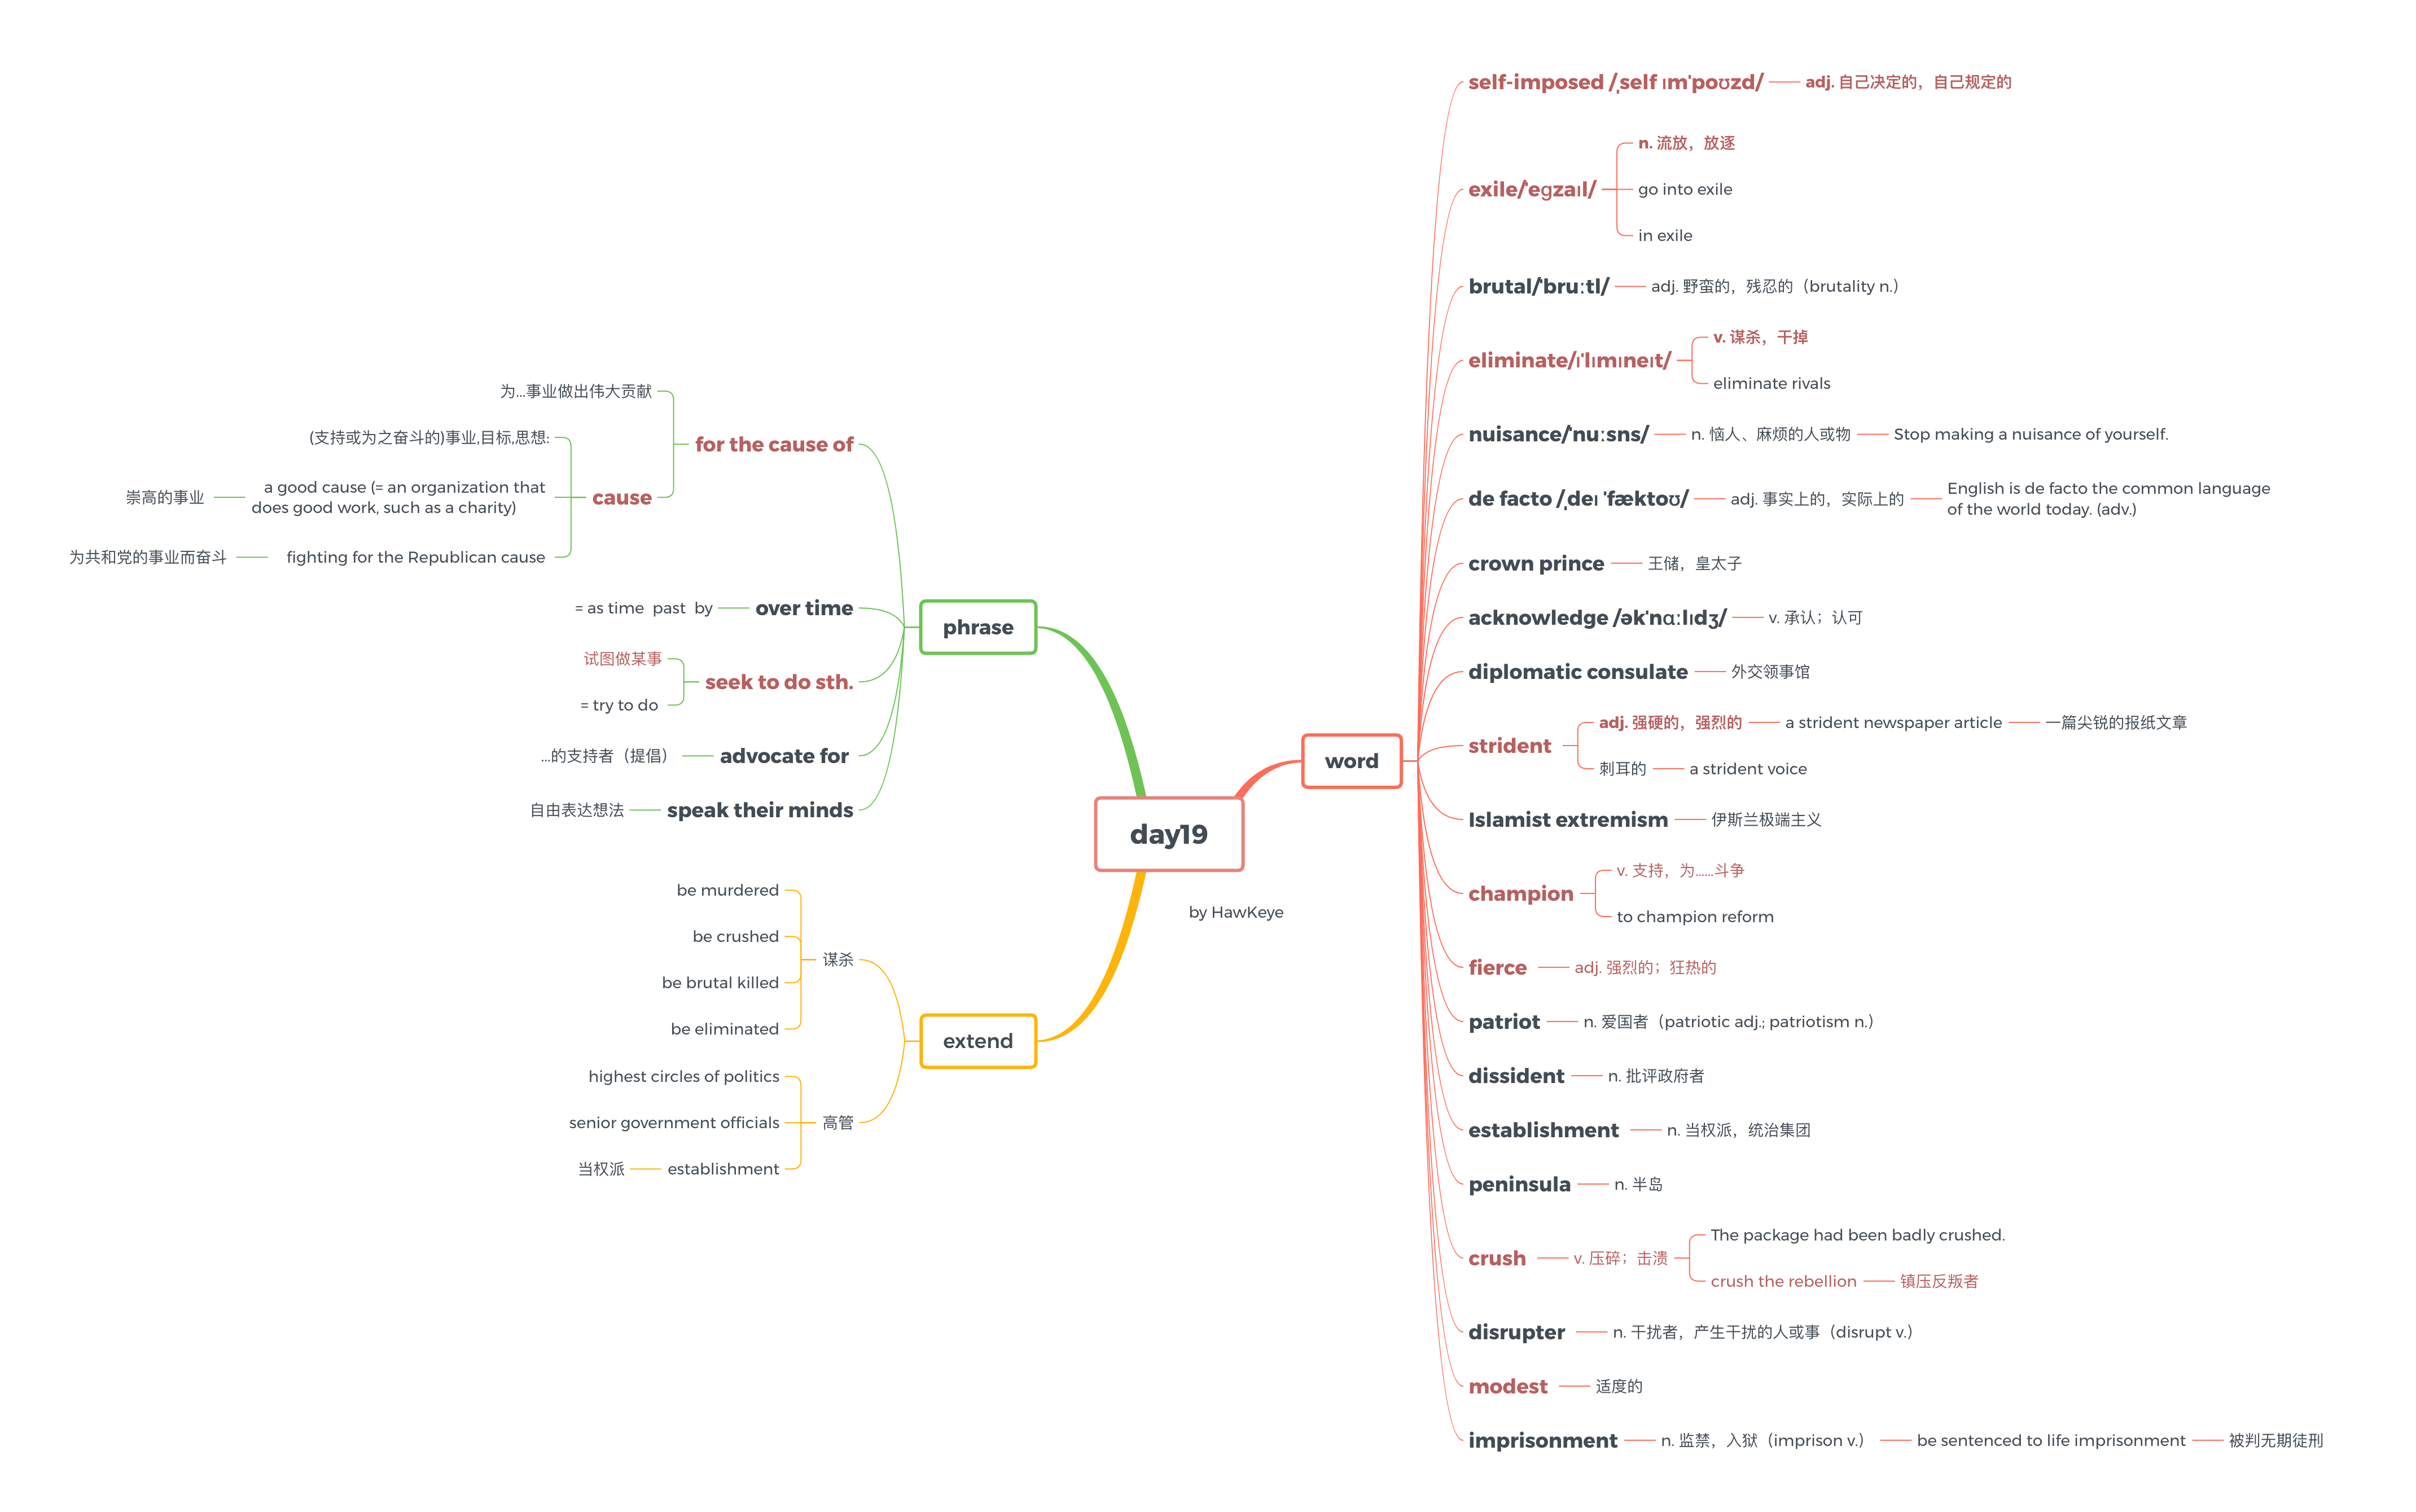 day19
by HawKeye
word
self-imposed /ˌself ɪmˈpoʊzd/
adj. 自己决定的，自己规定的
exile/ˈeɡzaɪl/
n. 流放，放逐
go into exile
in exile
brutal/ˈbruːtl/
adj. 野蛮的，残忍的（brutality n.）
eliminate/ɪˈlɪmɪneɪt/
v. 谋杀，干掉
eliminate rivals
nuisance/ˈnuːsns/
n. 恼人、麻烦的人或物
Stop making a nuisance of yourself.
de facto /ˌdeɪ ˈfæktoʊ/
adj. 事实上的，实际上的
English is de facto the common language
of the world today. (adv.)
crown prince
王储，皇太子
acknowledge /əkˈnɑːlɪdʒ/
v. 承认；认可
diplomatic consulate
外交领事馆
strident
adj. 强硬的，强烈的
a strident newspaper article
一篇尖锐的报纸文章
刺耳的
a strident voice
Islamist extremism
伊斯兰极端主义
champion
v. 支持，为......斗争
to champion reform
fierce
adj. 强烈的；狂热的
patriot
n. 爱国者（patriotic adj.; patriotism n.）
dissident
n. 批评政府者
establishment
n. 当权派，统治集团
peninsula
n. 半岛
crush
v. 压碎；击溃
The package had been badly crushed.
crush the rebellion
镇压反叛者
disrupter
n. 干扰者，产生干扰的人或事（disrupt v.）
modest
适度的
imprisonment
n. 监禁，入狱（imprison v.）
be sentenced to life imprisonment
被判无期徒刑
phrase
for the cause of
为...事业做出伟大贡献
cause
(支持或为之奋斗的)事业,目标,思想:
a good cause (= an organization that
does good work, such as a charity)
崇高的事业
fighting for the Republican cause
为共和党的事业而奋斗
over time
= as time past by
seek to do sth.
试图做某事
= try to do
advocate for
...的支持者（提倡）
speak their minds
自由表达想法
extend
谋杀
be murdered
be crushed
be brutal killed
be eliminated
高管
highest circles of politics
senior government officials
establishment
当权派